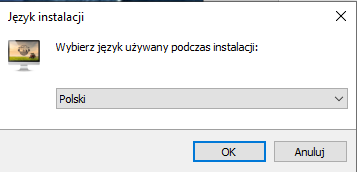 Język instalacji
Wybierz język używany podczas instalacji:
Polski
OK
Anuluj